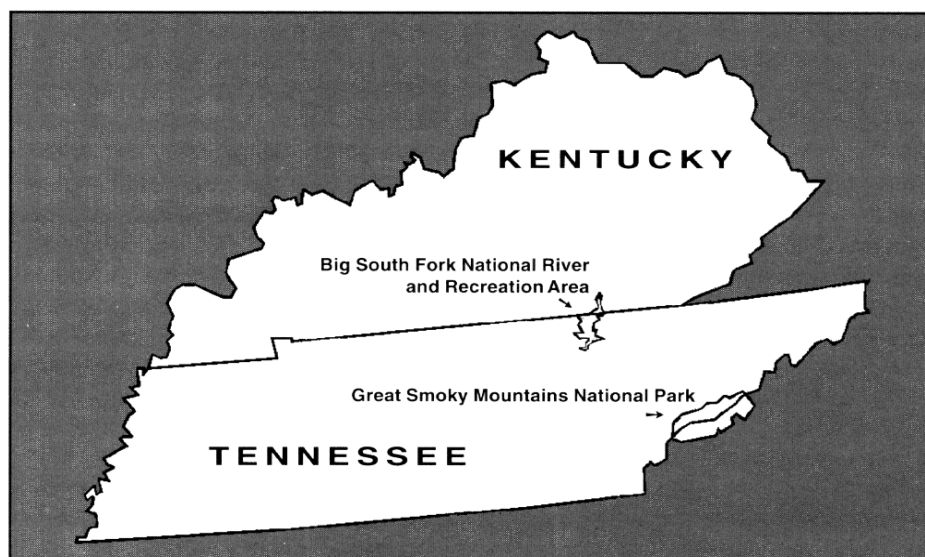 KENTUCKY
Big South Fork National River
and Recreation Area
Great Smoky Mountains National Park
TENNESSEE